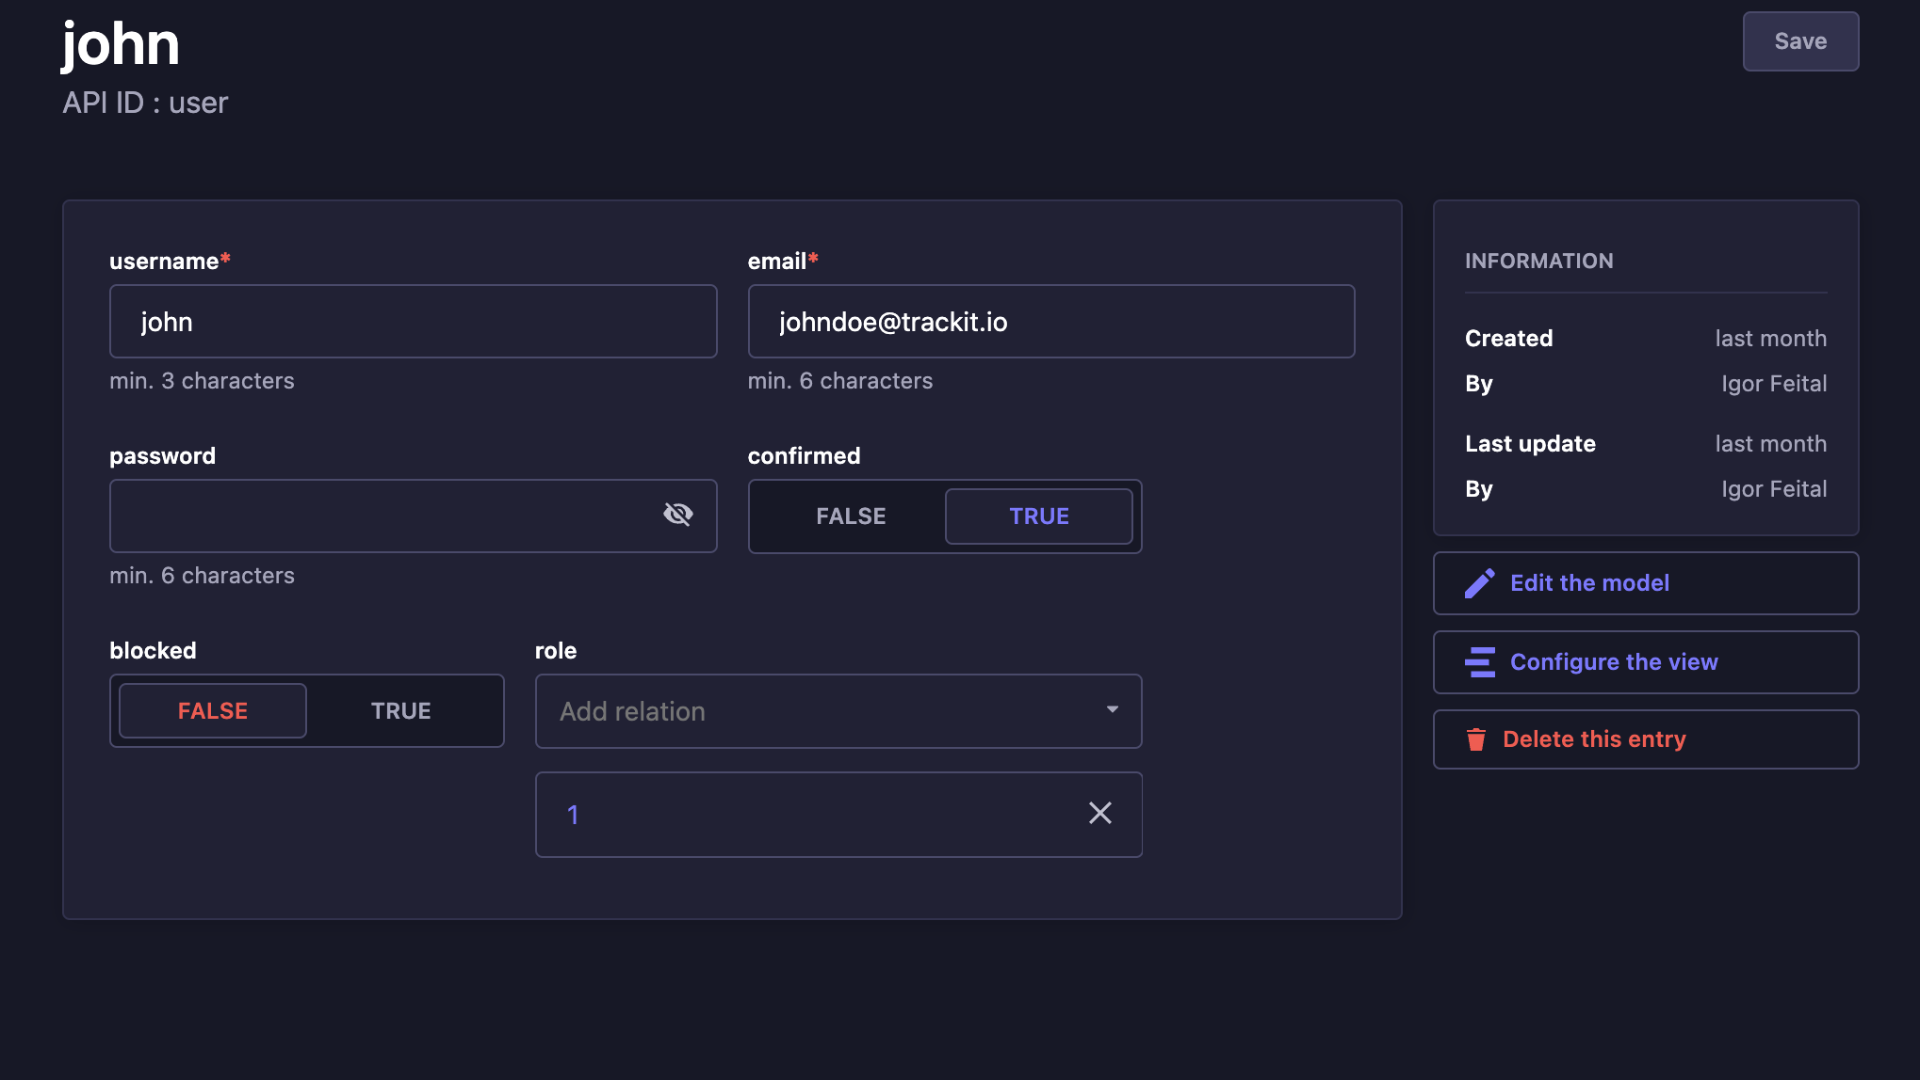 john
Save
API ID : user
username*
john
min. 3 characters
email*
johndoe@trackit.io
min. 6 characters
password
min. 6 characters
confirmed
FALSE TRUE
blocked
FALSE TRUE
role
Add relation
1
INFORMATION
Created last month
By Igor Feital
Last update last month
By Igor Feital
Edit the model
Configure the view
Delete this entry